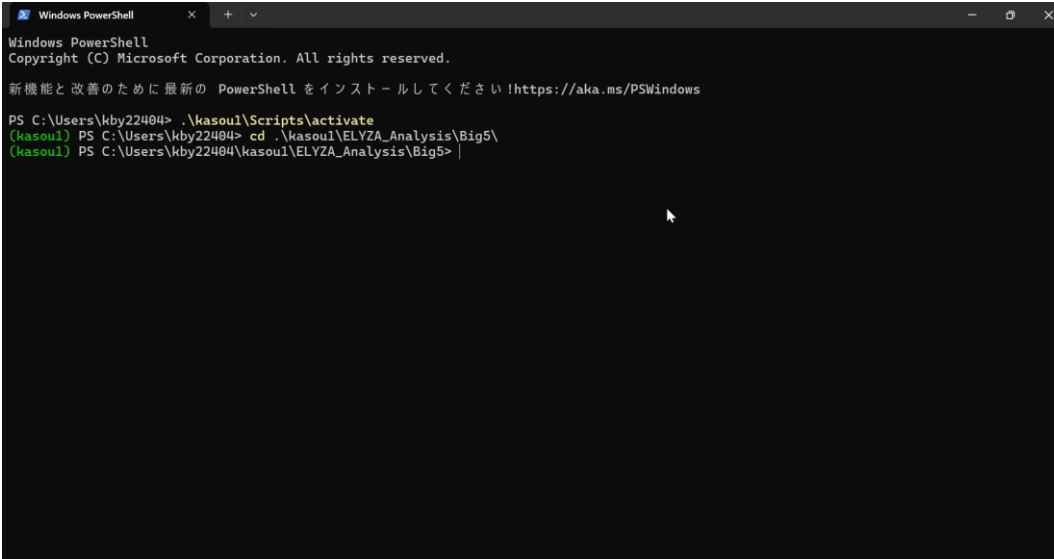 Windows PowerShell
Windows PowerShell
Copyright (C) Microsoft Corporation. All rights reserved.
新機能と改善のために最新の PowerShell をインストールしてください!https://aka.ms/PSWindows
PS C:\Users\kby22404> .\kasou1\Scripts\activate
(kasou1) PS C:\Users\kby22404> cd .\kasou1\ELYZA_Analysis\Big5\
(kasou1) PS C:\Users\kby22404\kasou1\ELYZA_Analysis\Big5>